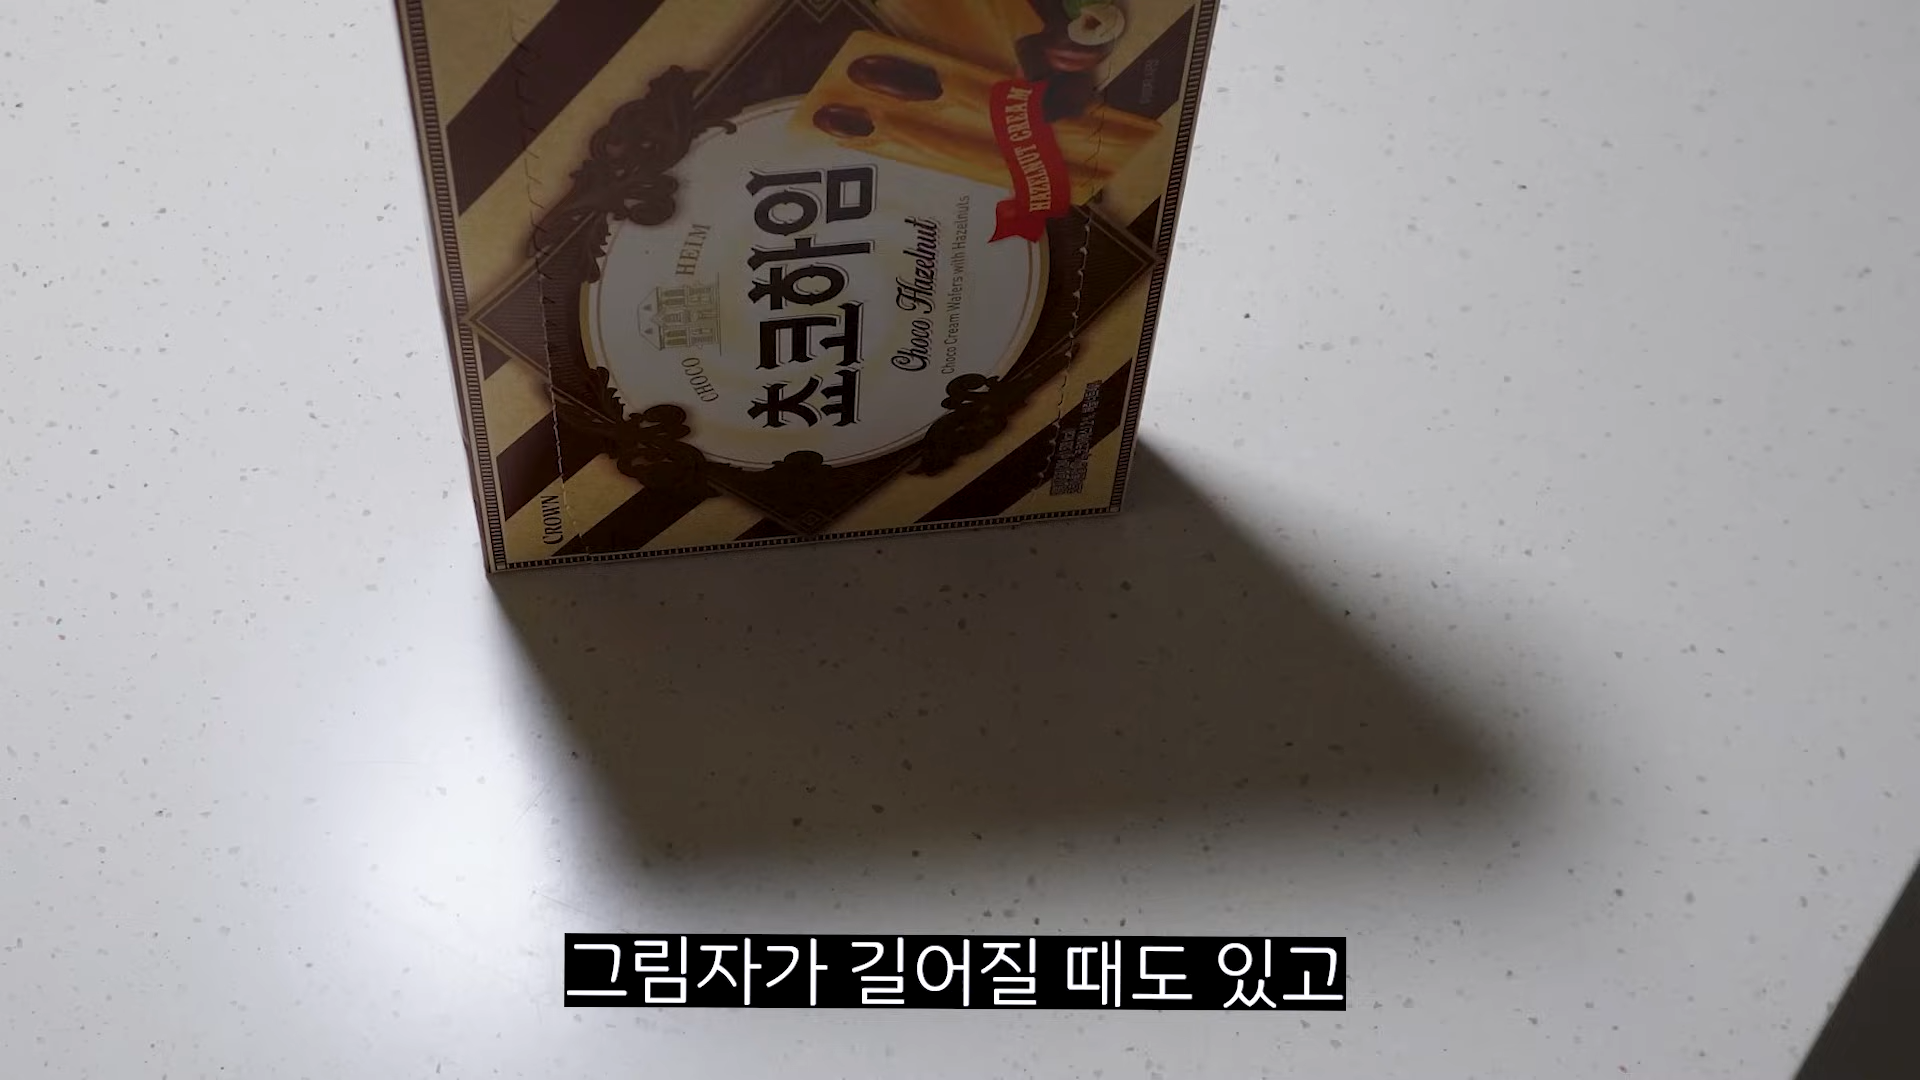 HAZELNUT CREAM
CHOCO HEIM
쵸코하임
Choco Hazelnut
Choco Cream Wafers with Hazelnuts
CROWN
그림자가 길어질 때도 있고